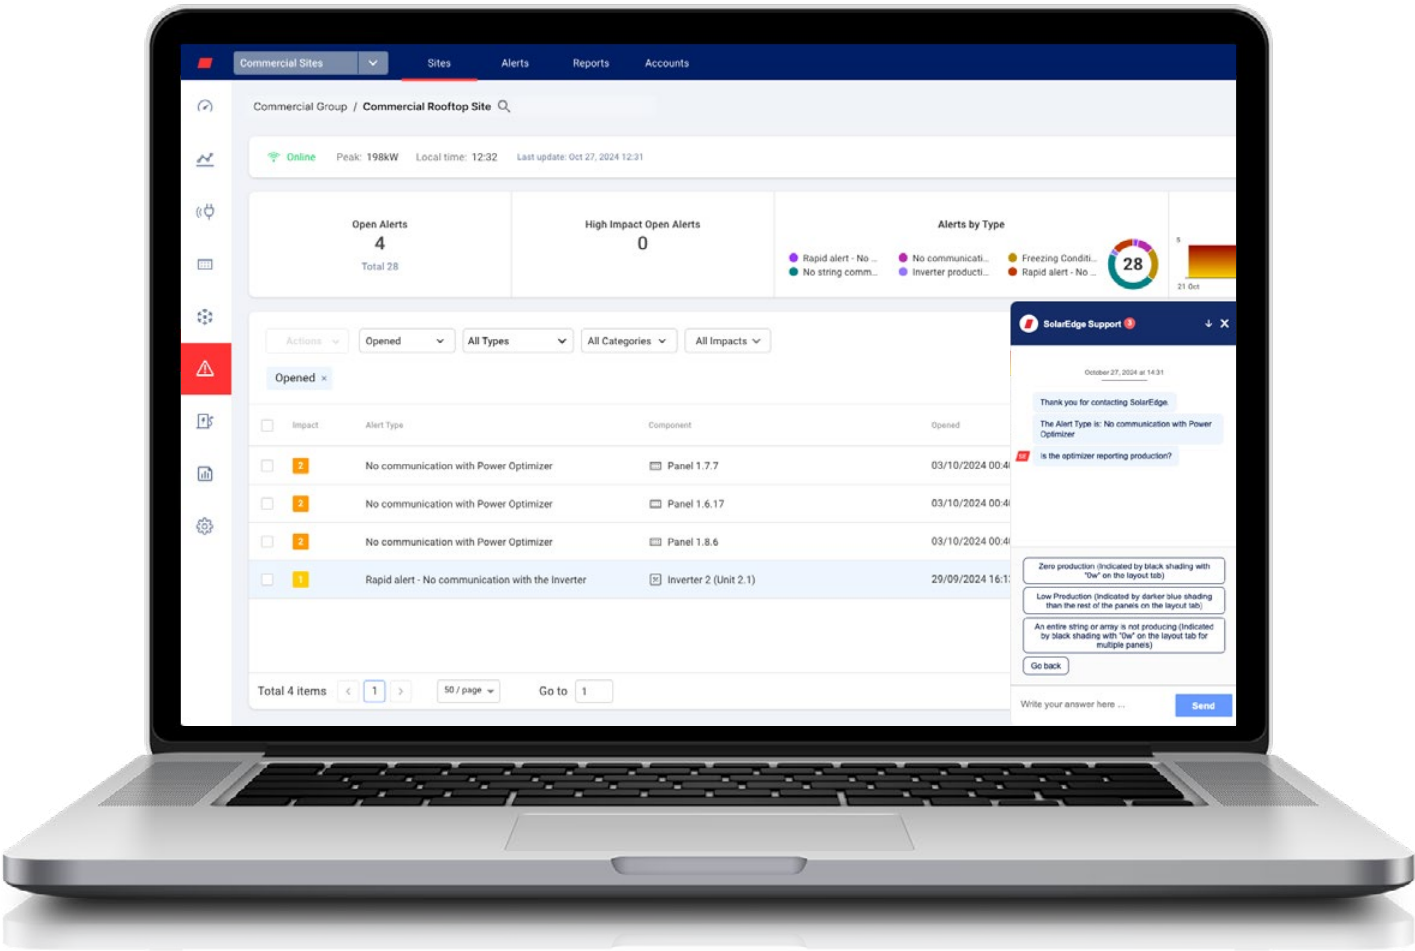 Commercial Sites
Sites Alerts Reports Accounts
Commercial Group / Commercial Rooftop Site
Online Peak: 198kW Local time: 12:32 Last update: Oct 27, 2024 12:31
Open Alerts
4
Total 28
High Impact Open Alerts
0
Alerts by Type
Rapid alert - No ... No communicati... Freezing Conditi...
No string comm... Inverter producti... Rapid alert - No ...
28
5
21 Oct
Actions Opened All Types All Categories All Impacts
Opened ×
Impact Alert Type Component Opened
2 No communication with Power Optimizer Panel 1.7.7 03/10/2024 00:4
2 No communication with Power Optimizer Panel 1.6.17 03/10/2024 00:4
2 No communication with Power Optimizer Panel 1.8.6 03/10/2024 00:4
1 Rapid alert - No communication with the Inverter Inverter 2 (Unit 2.1) 29/09/2024 16:1
Total 4 items < 1 > 50 / page Go to 1
SolarEdge Support 3
October 27, 2024 at 14:31
Thank you for contacting SolarEdge.
The Alert Type is: No communication with Power
Optimizer
Is the optimizer reporting production?
Zero production (Indicated by black shading with
"0w" on the layout tab)
Low Production (Indicated by darker blue shading
than the rest of the panels on the layout tab)
An entire string or array is not producing (Indicated
by black shading with "0w" on the layout tab for
multiple panels)
Go back
Write your answer here ...
Send